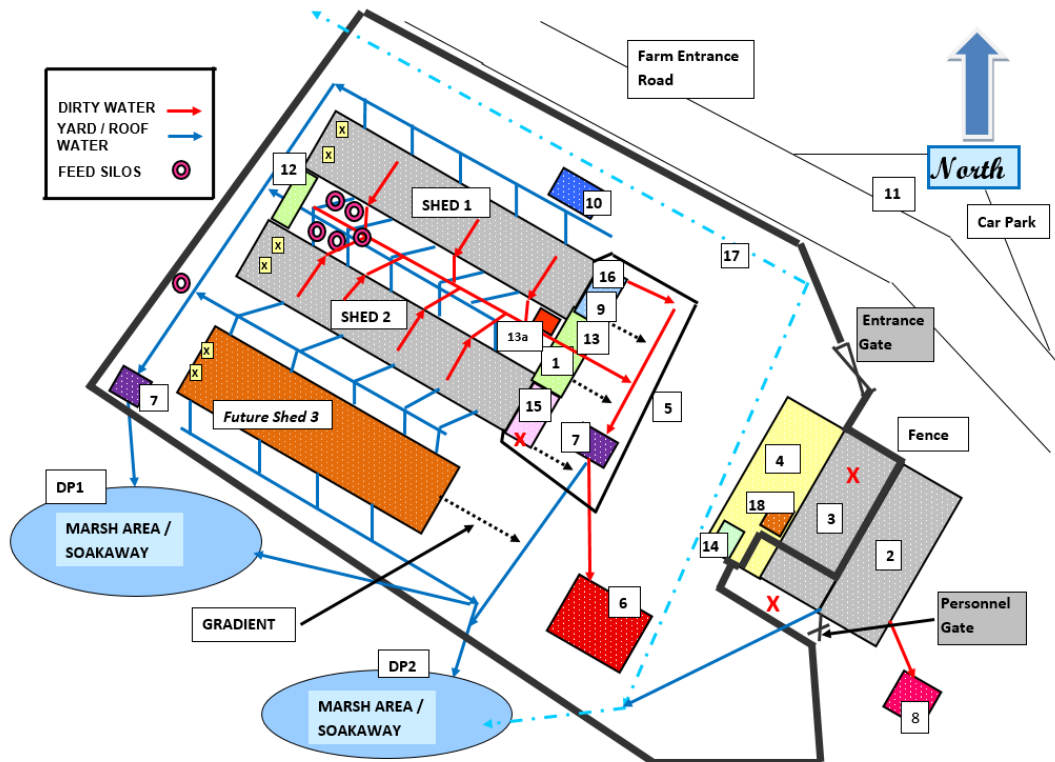 Farm Entrance
Road
DIRTY WATER
YARD / ROOF
WATER
FEED SILOS
North
X
X
12
SHED 1
10
11
Car Park
17
X
X
16
9
SHED 2
13a
13
Entrance
Gate
1
X
X
15
5
7
Future Shed 3
X
7
Fence
4
X
DP1
18
3
2
MARSH AREA /
SOAKAWAY
14
6
X
Personnel
Gate
GRADIENT
DP2
MARSH AREA /
SOAKAWAY
8